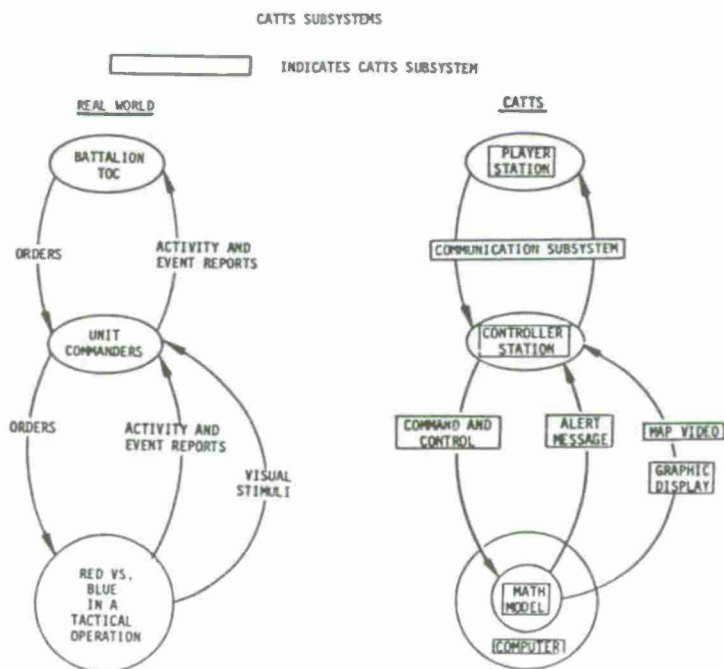 CATTS SUBSYSTEMS
INDICATES CATTS SUBSYSTEM
REAL WORLD
BATTALION
TOC
ORDERS
ACTIVITY AND
EVENT REPORTS
UNIT
COMMANDERS
ORDERS
ACTIVITY AND
EVENT REPORTS
VISUAL
STIMULI
RED VS.
BLUE
IN A
TACTICAL
OPERATION
CATTS
PLAYER
STATION
COMMUNICATION SUBSYSTEM
CONTROLLER
STATION
COMMAND AND
CONTROL
ALERT
MESSAGE
MAP VIDEO
GRAPHIC
DISPLAY
MATH
MODEL
COMPUTER